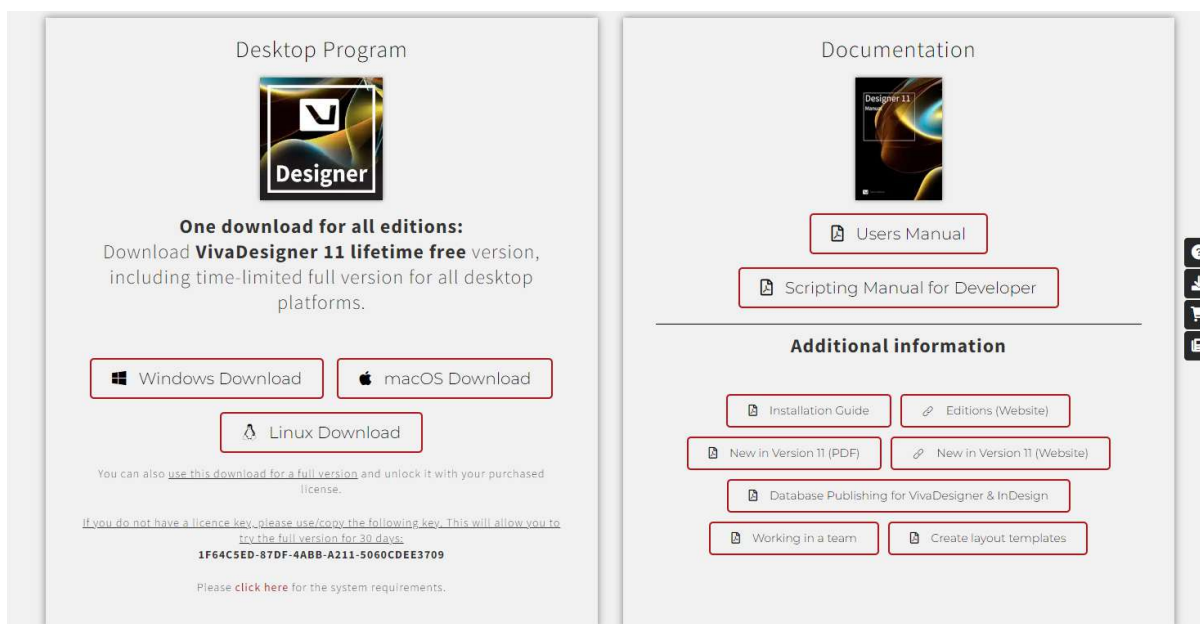 Desktop Program
Designer
One download for all editions:
Download VivaDesigner 11 lifetime free version,
including time-limited full version for all desktop
platforms.
Windows Download
macOS Download
Linux Download
You can also use this download for a full version and unlock it with your purchased
license.
If you do not have a licence key, please use/copy the following key. This will allow you to
try the full version for 30 days:
1F64C5ED-87DF-4ABB-A211-5060CDEE3709
Please click here for the system requirements.
Documentation
Designer 11
Manual
Users Manual
Scripting Manual for Developer
Additional information
Installation Guide
Editions (Website)
New in Version 11 (PDF)
New in Version 11 (Website)
Database Publishing for VivaDesigner & InDesign
Working in a team
Create layout templates